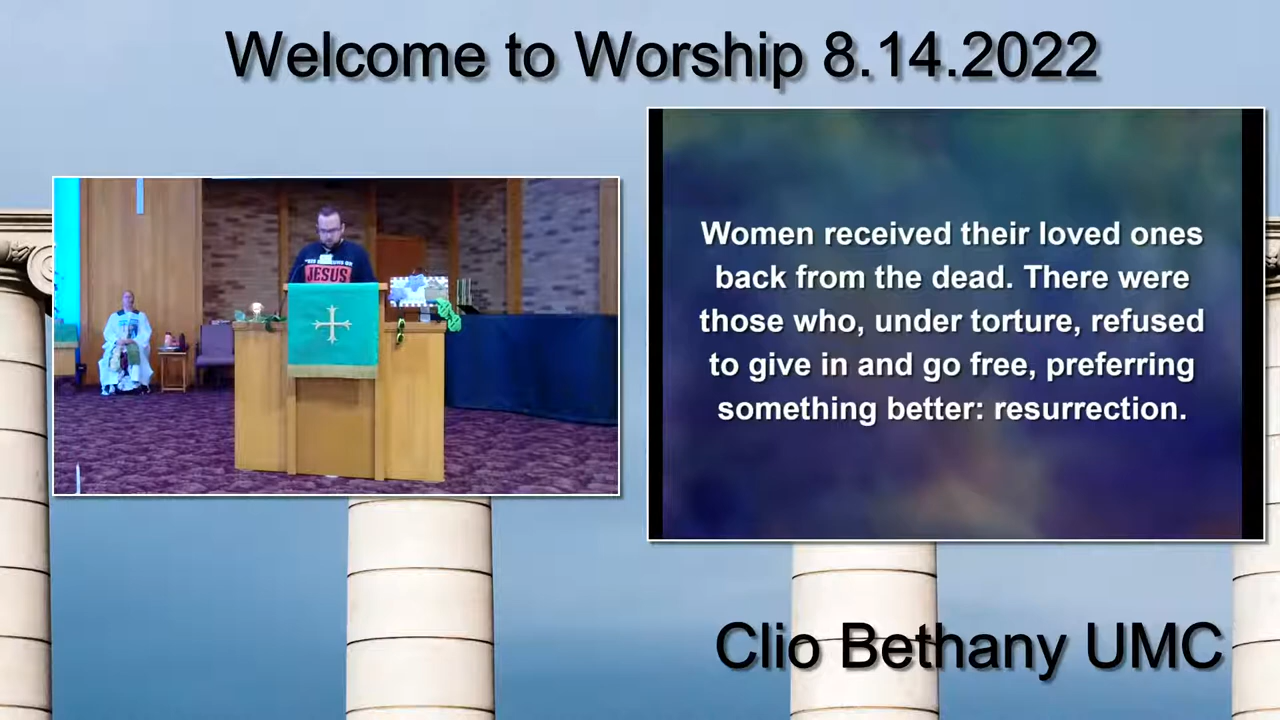 Welcome to Worship 8.14.2022
Women received their loved ones
back from the dead. There were
those who, under torture, refused
to give in and go free, preferring
something better: resurrection.
JESUS
Clio Bethany UMC